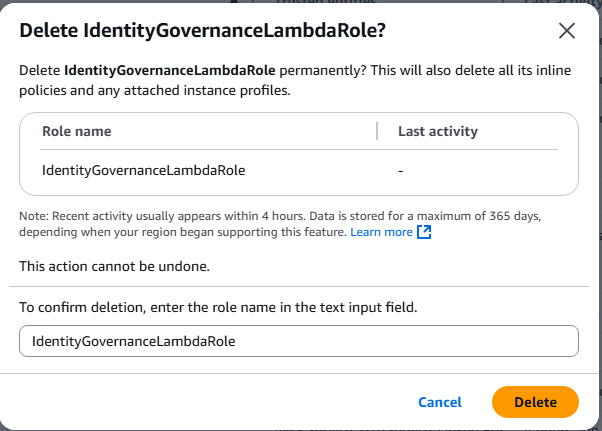 Delete IdentityGovernanceLambdaRole?
Delete IdentityGovernanceLambdaRole permanently? This will also delete all its inline
policies and any attached instance profiles.
Role name
Last activity
IdentityGovernanceLambdaRole
-
Note: Recent activity usually appears within 4 hours. Data is stored for a maximum of 365 days,
depending when your region began supporting this feature. Learn more
This action cannot be undone.
To confirm deletion, enter the role name in the text input field.
IdentityGovernanceLambdaRole
Cancel
Delete